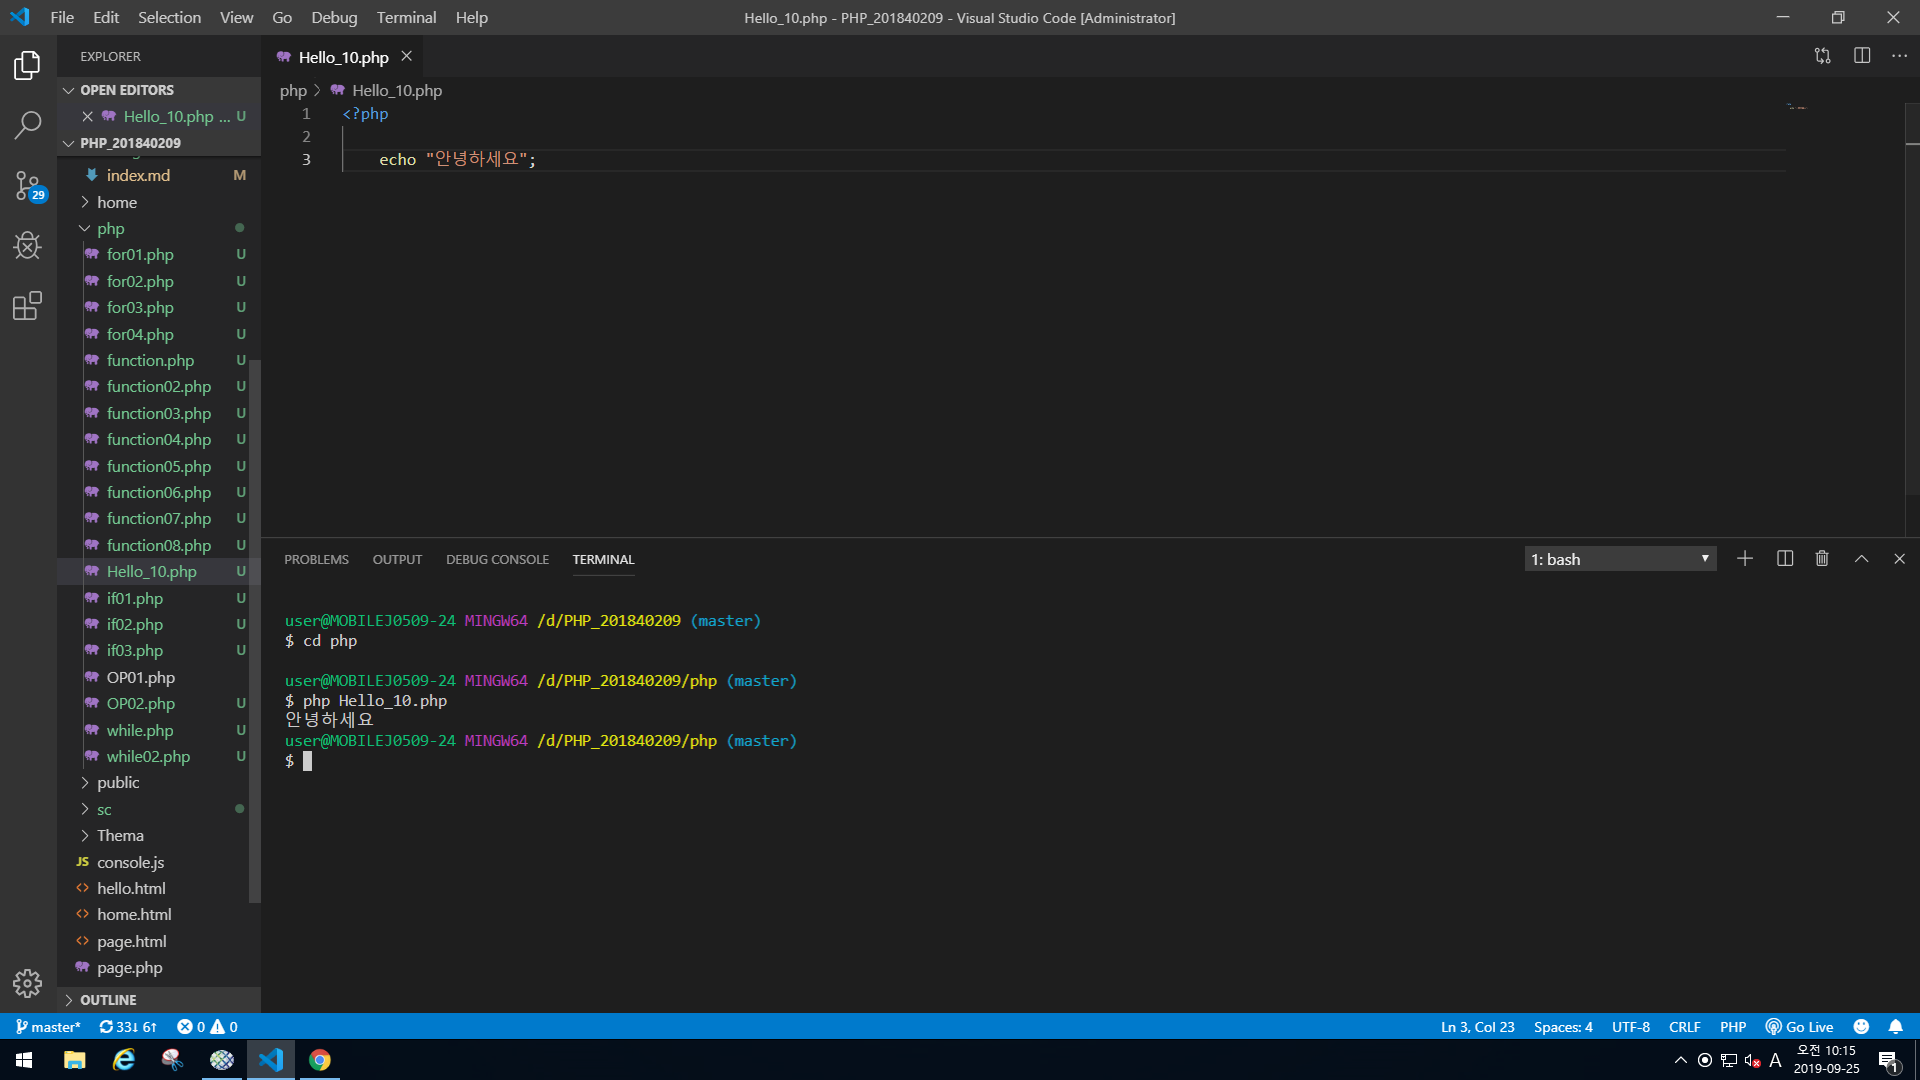 File Edit Selection View Go Debug Terminal Help
Hello_10.php - PHP_201840209 - Visual Studio Code [Administrator]
EXPLORER
OPEN EDITORS
Hello_10.php ... U
PHP_201840209
index.md M
home
php
for01.php U
for02.php U
for03.php U
for04.php U
function.php U
function02.php U
function03.php U
function04.php U
function05.php U
function06.php U
function07.php U
function08.php U
Hello_10.php U
if01.php U
if02.php U
if03.php U
OP01.php
OP02.php U
while.php U
while02.php U
public
sc
Thema
JS console.js
<> hello.html
<> home.html
<> page.html
page.php
OUTLINE
29
Hello_10.php
php > Hello_10.php
1 <?php
2
3 echo "안녕하세요";
PROBLEMS OUTPUT DEBUG CONSOLE TERMINAL
1: bash
user@MOBILEJ0509-24 MINGW64 /d/PHP_201840209 (master)
$ cd php
user@MOBILEJ0509-24 MINGW64 /d/PHP_201840209/php (master)
$ php Hello_10.php
안녕하세요
user@MOBILEJ0509-24 MINGW64 /d/PHP_201840209/php (master)
$
master* 33↓ 6↑ 0 0
Ln 3, Col 23 Spaces: 4 UTF-8 CRLF PHP Go Live
A 오전 10:15
2019-09-25
1